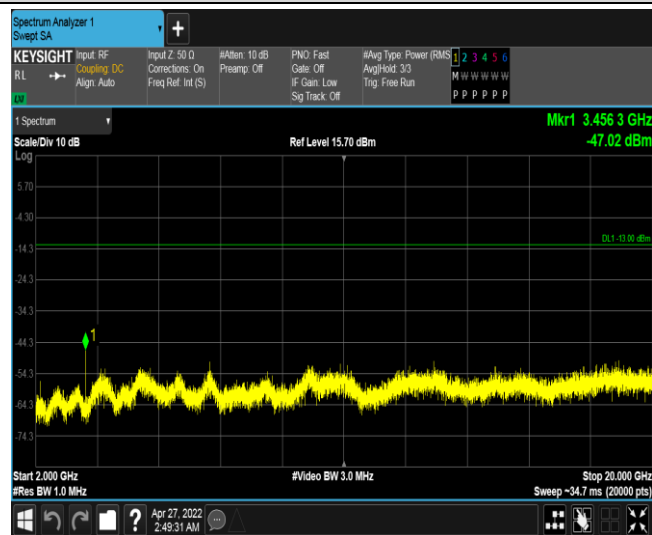 Spectrum Analyzer 1
Swept SA
+
KEYSIGHT Input: RF Input Z: 50 Ω #Atten: 10 dB PNO: Fast #Avg Type: Power (RMS 1 2 3 4 5 6
RL Coupling: DC Corrections: On Preamp: Off Gate: Off Avg|Hold: 3/3 M W W W W W
Align: Auto Freq Ref: Int (S) IF Gain: Low Trig: Free Run
Sig Track: Off P P P P P P
1 Spectrum Mkr1 3.456 3 GHz
Scale/Div 10 dB Ref Level 15.70 dBm -47.02 dBm
Log
5.70
-4.30
DL1 -13.00 dBm
-14.3
-24.3
-34.3
1
-44.3
-54.3
-64.3
-74.3
Start 2.000 GHz #Video BW 3.0 MHz Stop 20.000 GHz
#Res BW 1.0 MHz Sweep ~34.7 ms (20000 pts)
? Apr 27, 2022
2:49:31 AM